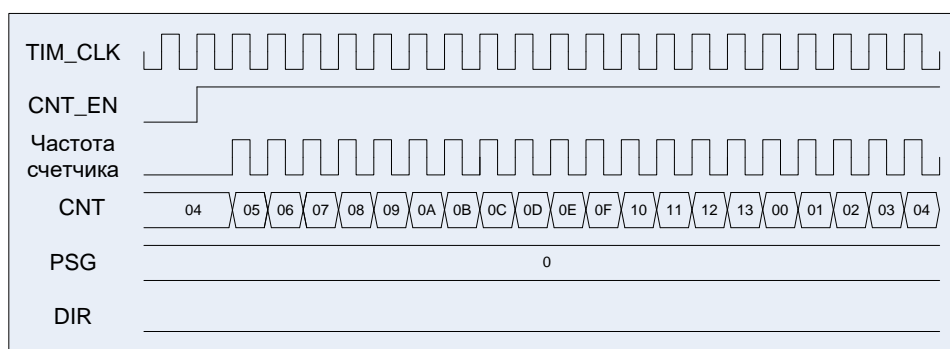 TIM_CLK
CNT_EN
Частота
счетчика
CNT 04 05 06 07 08 09 0A 0B 0C 0D 0E 0F 10 11 12 13 00 01 02 03 04
PSG 0
DIR